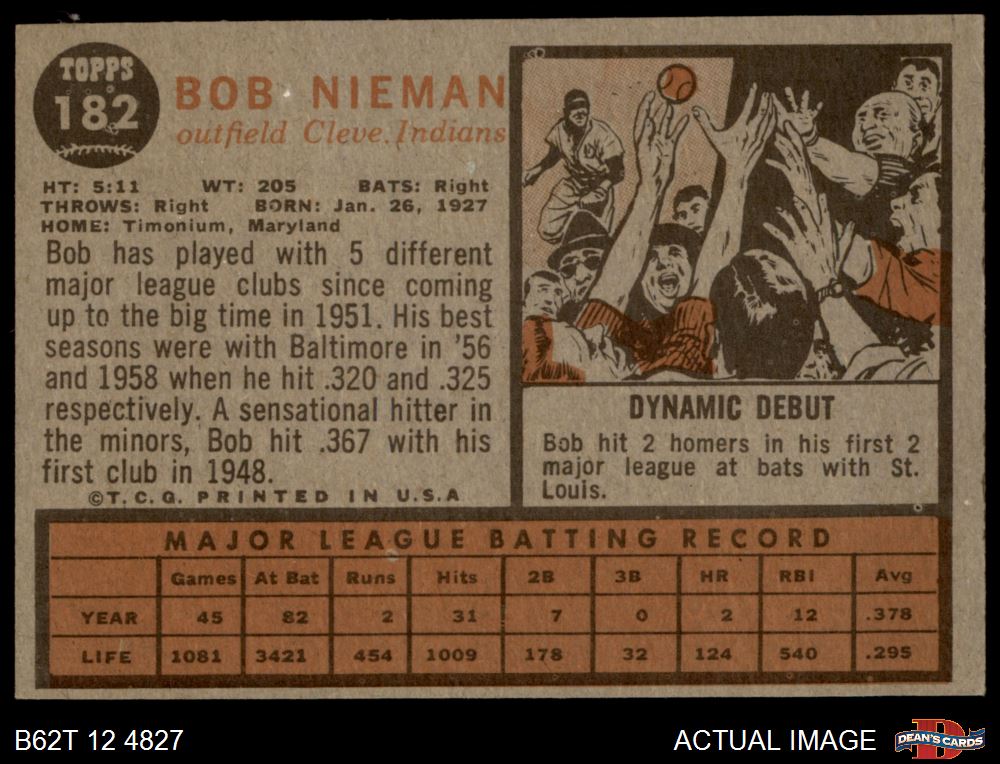 TOPPS
182
BOB NIEMAN
outfield Cleve. Indians
HT: 5:11 WT: 205 BATS: Right
THROWS: Right BORN: Jan. 26, 1927
HOME: Timonium, Maryland
Bob has played with 5 different
major league clubs since coming
up to the big time in 1951. His best
seasons were with Baltimore in '56
and 1958 when he hit .320 and .325
respectively. A sensational hitter in
the minors, Bob hit .367 with his
first club in 1948.
©T.C.G. PRINTED IN U.S.A
DYNAMIC DEBUT
Bob hit 2 homers in his first 2
major league at bats with St.
Louis.
MAJOR LEAGUE BATTING RECORD
Games At Bat Runs Hits 2B 3B HR RBI Avg
YEAR 45 82 2 31 7 0 2 12 .378
LIFE 1081 3421 454 1009 178 32 124 540 .295
B62T 12 4827
ACTUAL IMAGE
DEAN'S CARDS